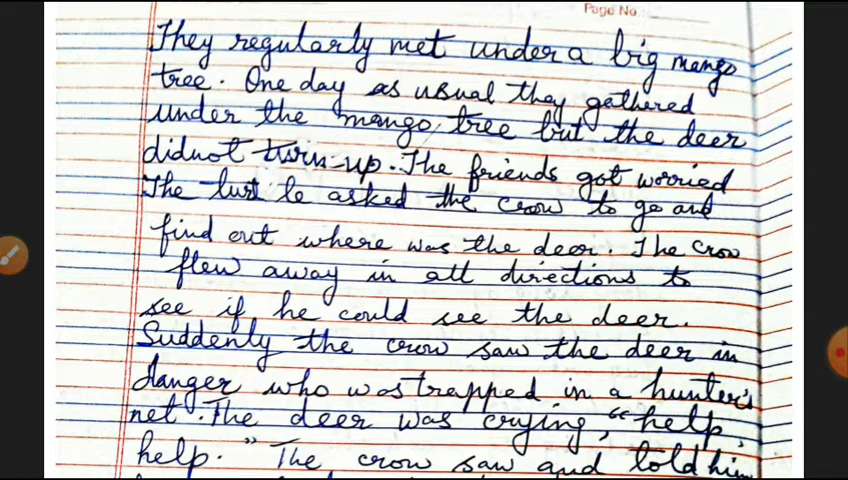 Page No
They regularly met under a big mango
tree. One day as usual they gathered
under the mango tree but the deer
didnot turn-up. The friends got worried
The turtle asked the crow to go and
find out where was the deer. The crow
flew away in all directions to
see if he could see the deer.
Suddenly the crow saw the deer in
danger who was trapped in a hunter's
net. The deer was crying, "help,
help." The crow saw and told him